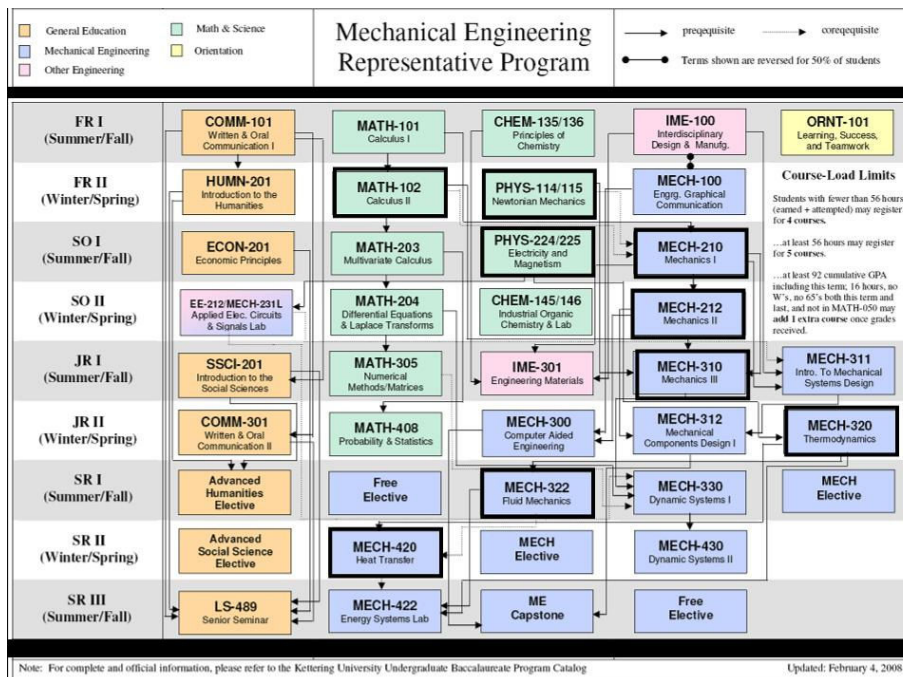 General Education
Math & Science
Mechanical Engineering
Orientation
Other Engineering
Mechanical Engineering
Representative Program
preqequisite
coreqequisite
Terms shown are reversed for 50% of students
FR I
(Summer/Fall)
COMM-101
Written & Oral
Communication I
MATH-101
Calculus I
CHEM-135/136
Principles of
Chemistry
IME-100
Interdisciplinary
Design & Manufg.
ORNT-101
Learning, Success,
and Teamwork
FR II
(Winter/Spring)
HUMN-201
Introduction to the
Humanities
MATH-102
Calculus II
PHYS-114/115
Newtonian Mechanics
MECH-100
Engrg. Graphical
Communication
Course-Load Limits
Students with fewer than 56 hours
(earned + attempted) may register
for 4 courses.
…at least 56 hours may register
for 5 courses.
…at least 92 cumulative GPA
including this term; 16 hours, no
W's, no 65's both this term and
last, and not in MATH-050 may
add 1 extra course once grades
received.
SO I
(Summer/Fall)
ECON-201
Economic Principles
MATH-203
Multivariate Calculus
PHYS-224/225
Electricity and
Magnetism
MECH-210
Mechanics I
SO II
(Winter/Spring)
EE-212/MECH-231L
Applied Elec. Circuits
& Signals Lab
MATH-204
Differential Equations
& Laplace Transforms
CHEM-145/146
Industrial Organic
Chemistry & Lab
MECH-212
Mechanics II
JR I
(Summer/Fall)
SSCI-201
Introduction to the
Social Sciences
MATH-305
Numerical
Methods/Matrices
IME-301
Engineering Materials
MECH-310
Mechanics III
MECH-311
Intro. To Mechanical
Systems Design
JR II
(Winter/Spring)
COMM-301
Written & Oral
Communication II
MATH-408
Probability & Statistics
MECH-300
Computer Aided
Engineering
MECH-312
Mechanical
Components Design I
MECH-320
Thermodynamics
SR I
(Summer/Fall)
Advanced
Humanities
Elective
Free
Elective
MECH-322
Fluid Mechanics
MECH-330
Dynamic Systems I
MECH
Elective
SR II
(Winter/Spring)
Advanced
Social Science
Elective
MECH-420
Heat Transfer
MECH
Elective
MECH-430
Dynamic Systems II
SR III
(Summer/Fall)
LS-489
Senior Seminar
MECH-422
Energy Systems Lab
ME
Capstone
Free
Elective
Note: For complete and official information, please refer to the Kettering University Undergraduate Baccalaureate Program Catalog
Updated: February 4, 2008